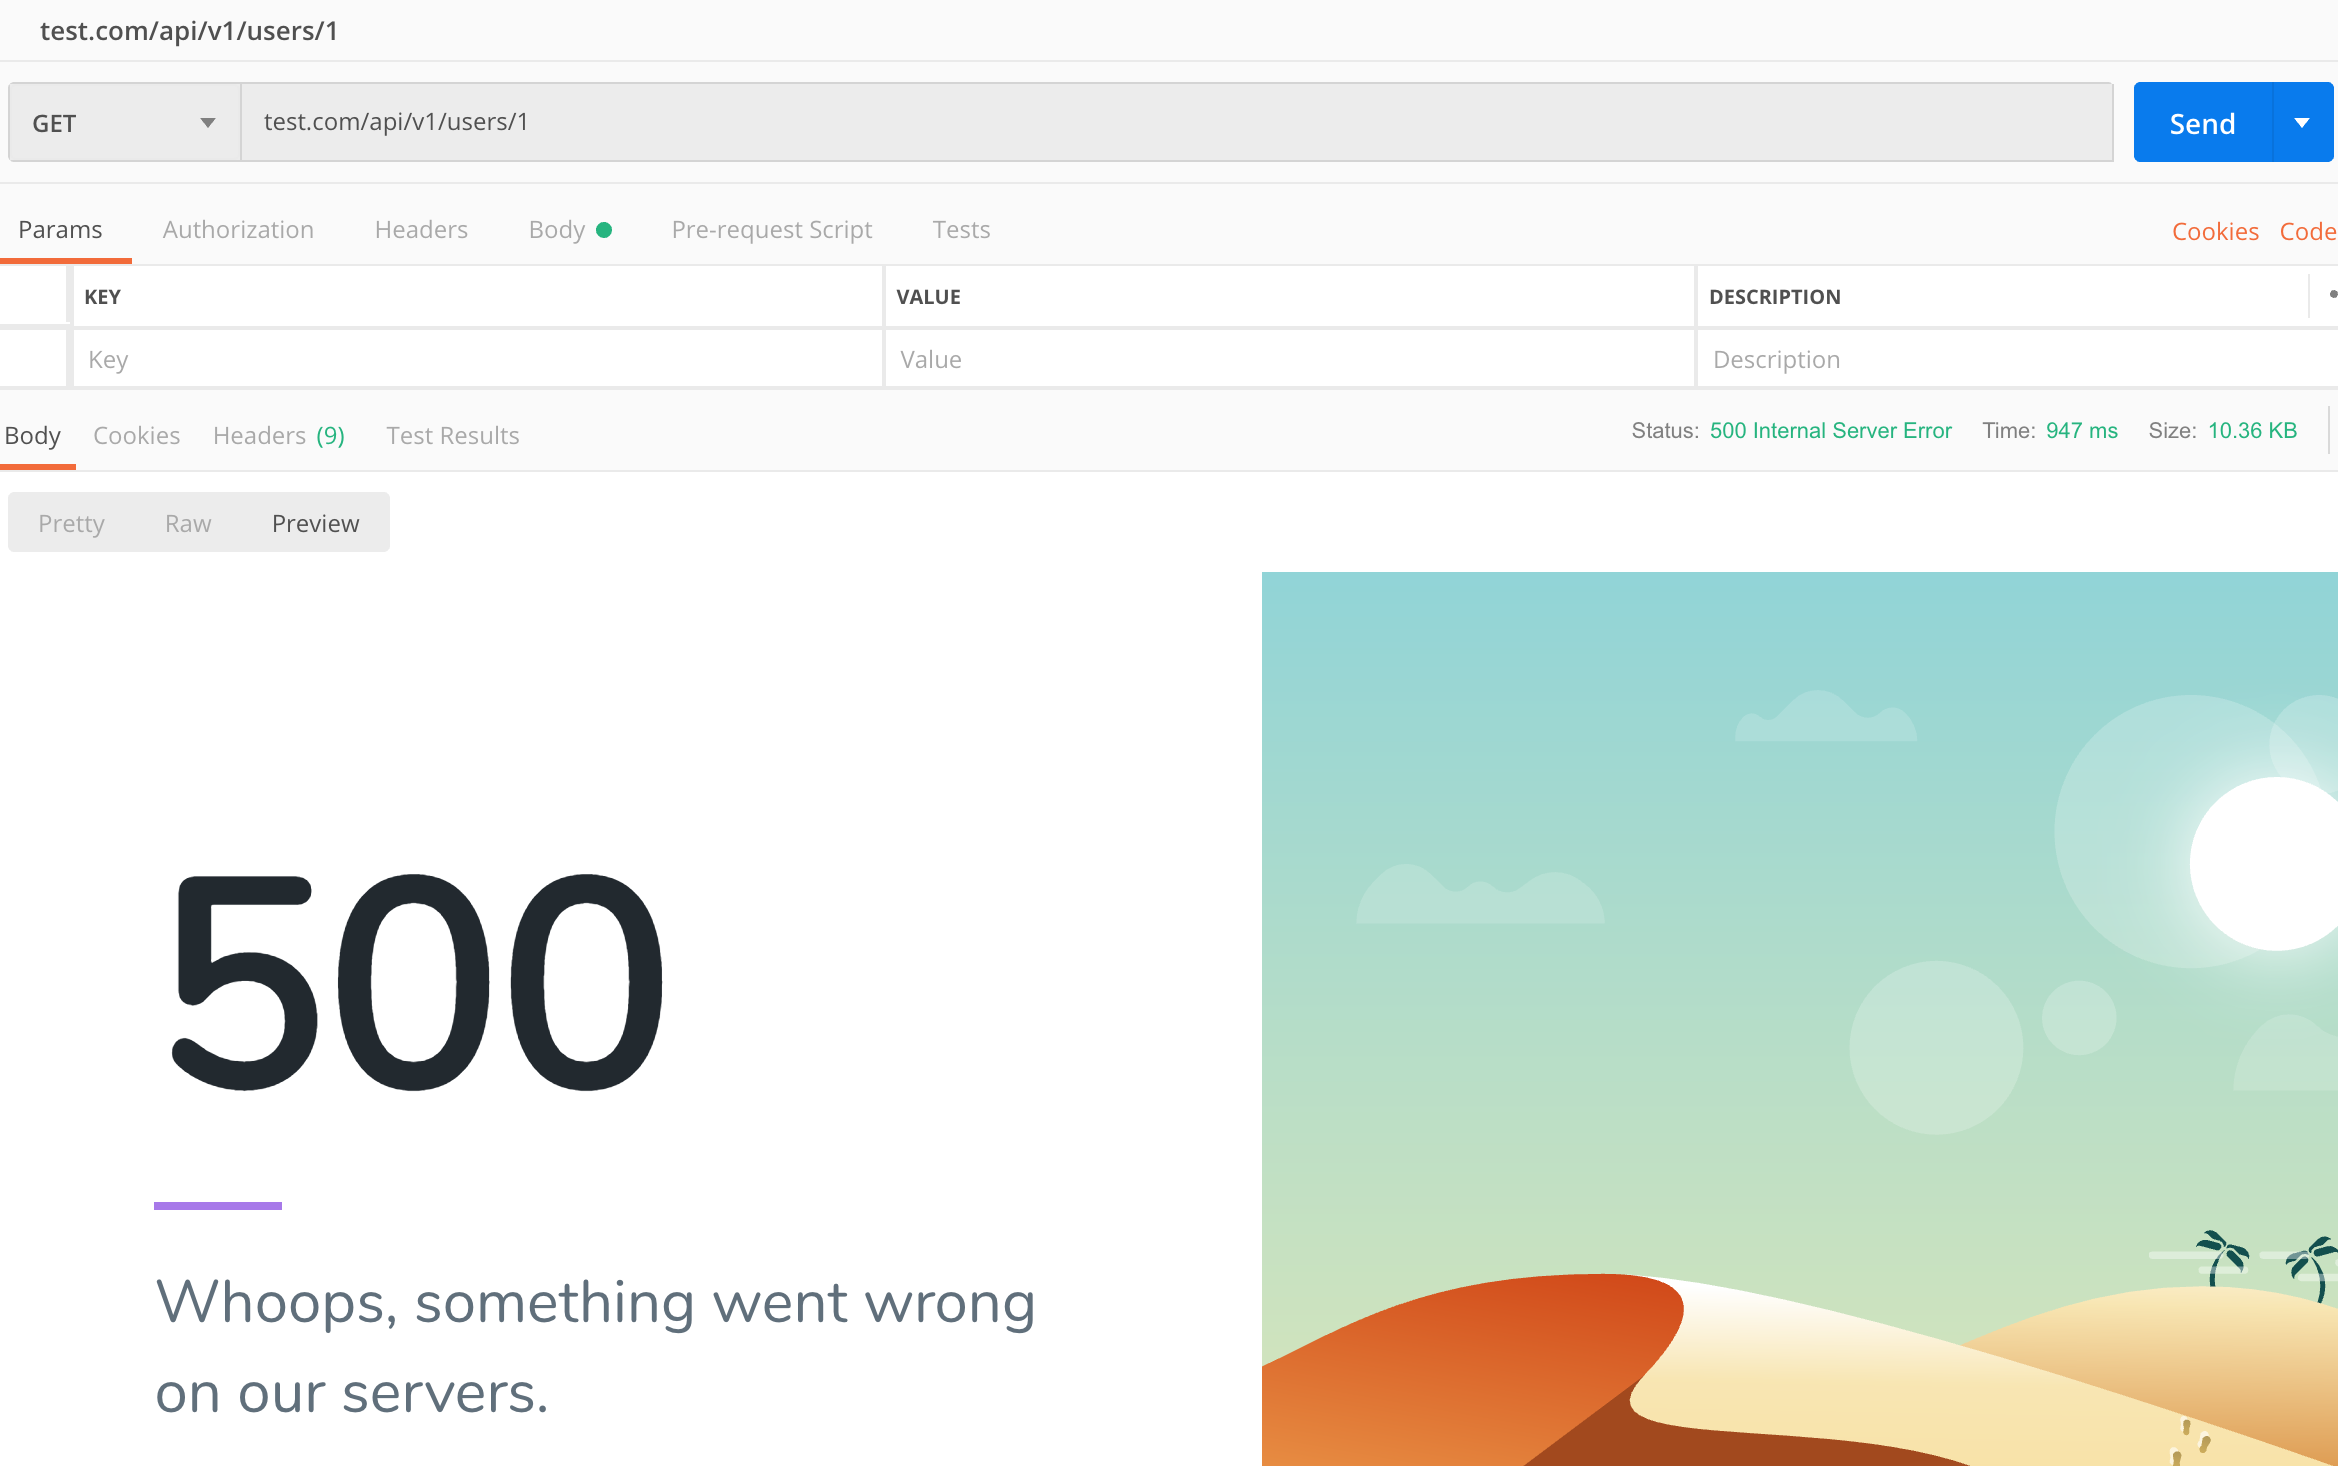 test.com/api/v1/users/1
GET test.com/api/v1/users/1 Send
Params Authorization Headers Body Pre-request Script Tests Cookies Code
KEY VALUE DESCRIPTION
Key Value Description
Body Cookies Headers (9) Test Results Status: 500 Internal Server Error Time: 947 ms Size: 10.36 KB
Pretty Raw Preview
500
Whoops, something went wrong
on our servers.